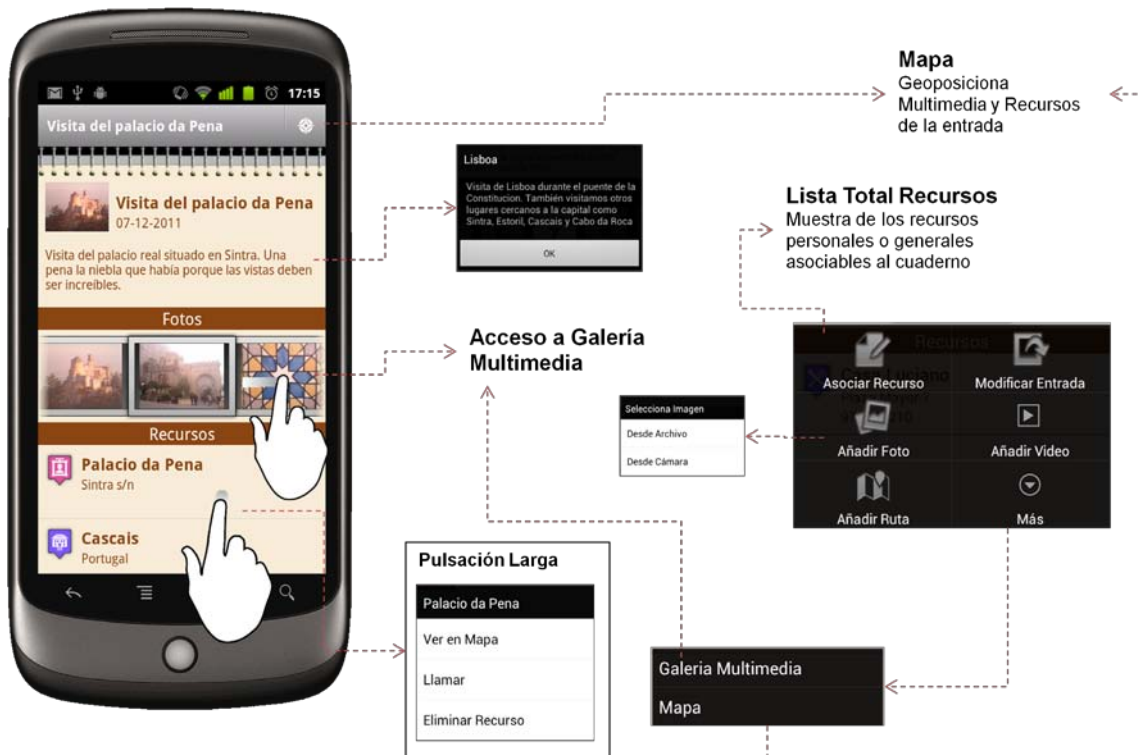 17:15
Visita del palacio da Pena
Visita del palacio da Pena
07-12-2011
Visita del palacio real situado en Sintra. Una
pena la niebla que había porque las vistas deben
ser increíbles.
Fotos
Recursos
Palacio da Pena
Sintra s/n
Cascais
Portugal
Mapa
Geoposiciona
Multimedia y Recursos
de la entrada
Lisboa
Visita de Lisboa durante el puente de la
Constitucion. También visitamos otros
lugares cercanos a la capital como
Sintra, Estoril, Cascais y Cabo da Roca
OK
Lista Total Recursos
Muestra de los recursos
personales o generales
asociables al cuaderno
Acceso a Galería
Multimedia
Selecciona Imagen
Desde Archivo
Desde Cámara
Recursos
Casa Luciano
Asociar Recurso
Modificar Entrada
Añadir Foto
Añadir Video
Añadir Ruta
Más
Pulsación Larga
Palacio da Pena
Ver en Mapa
Llamar
Eliminar Recurso
Galeria Multimedia
Mapa